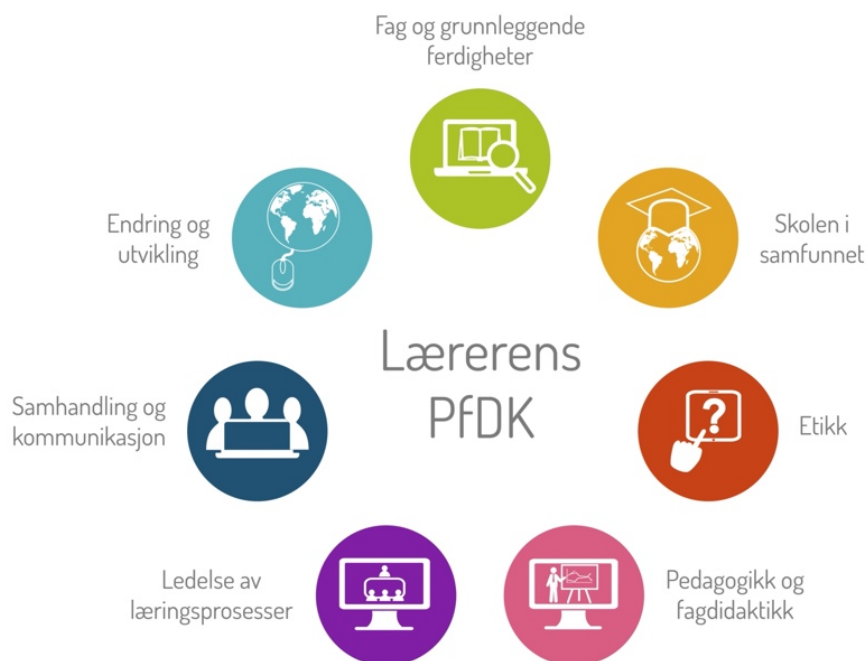 Fag og grunnleggende
ferdigheter
Skolen i
samfunnet
Etikk
Pedagogikk og
fagdidaktikk
Ledelse av
læringsprosesser
Samhandling og
kommunikasjon
Endring og
utvikling
Lærerens
PfDK
?